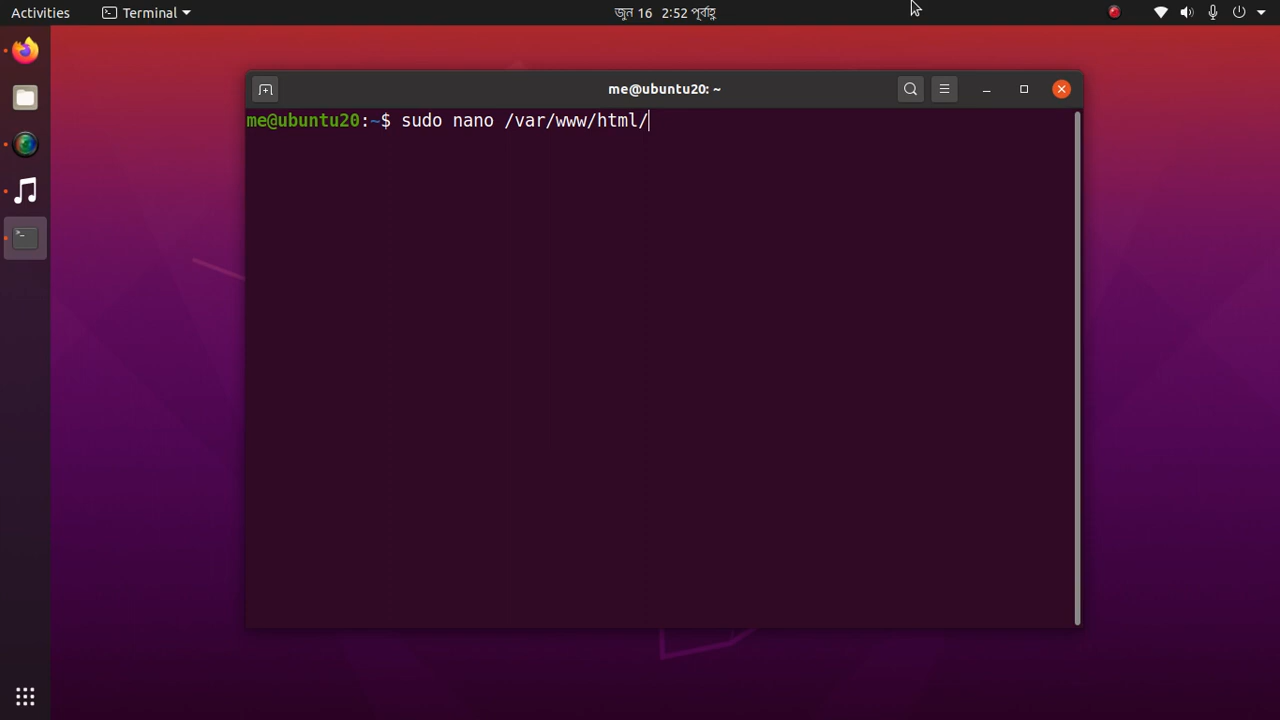 Activities
Terminal
জুন 16 2:52 পূর্বাহ্ণ
me@ubuntu20: ~
me@ubuntu20:~$ sudo nano /var/www/html/